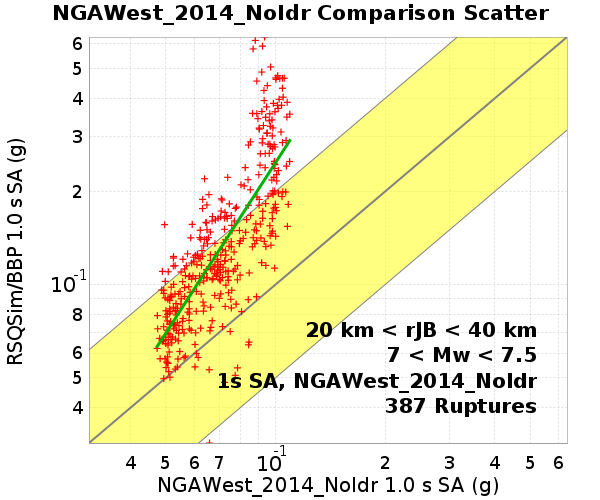 NGAWest_2014_NoIdr Comparison Scatter
RSQSim/BBP 1.0 s SA (g)
6
5
4
3
2
10⁻¹
8
6
5
4
20 km < rJB < 40 km
7 < Mw < 7.5
1s SA, NGAWest_2014_NoIdr
387 Ruptures
4 5 6 7 10⁻¹ 2 3 4 5 6
NGAWest_2014_NoIdr 1.0 s SA (g)